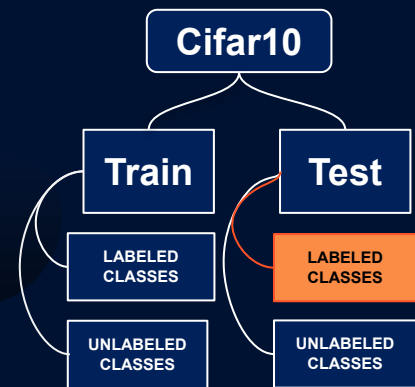 Cifar10
Train
Test
LABELED
CLASSES
LABELED
CLASSES
UNLABELED
CLASSES
UNLABELED
CLASSES